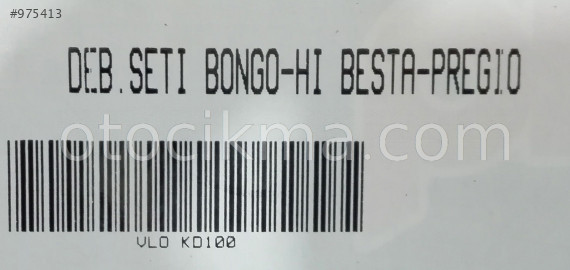 #975413
DEB.SETI BONGO-HI BESTA-PREGIO
otocikma.com
VLO KD100